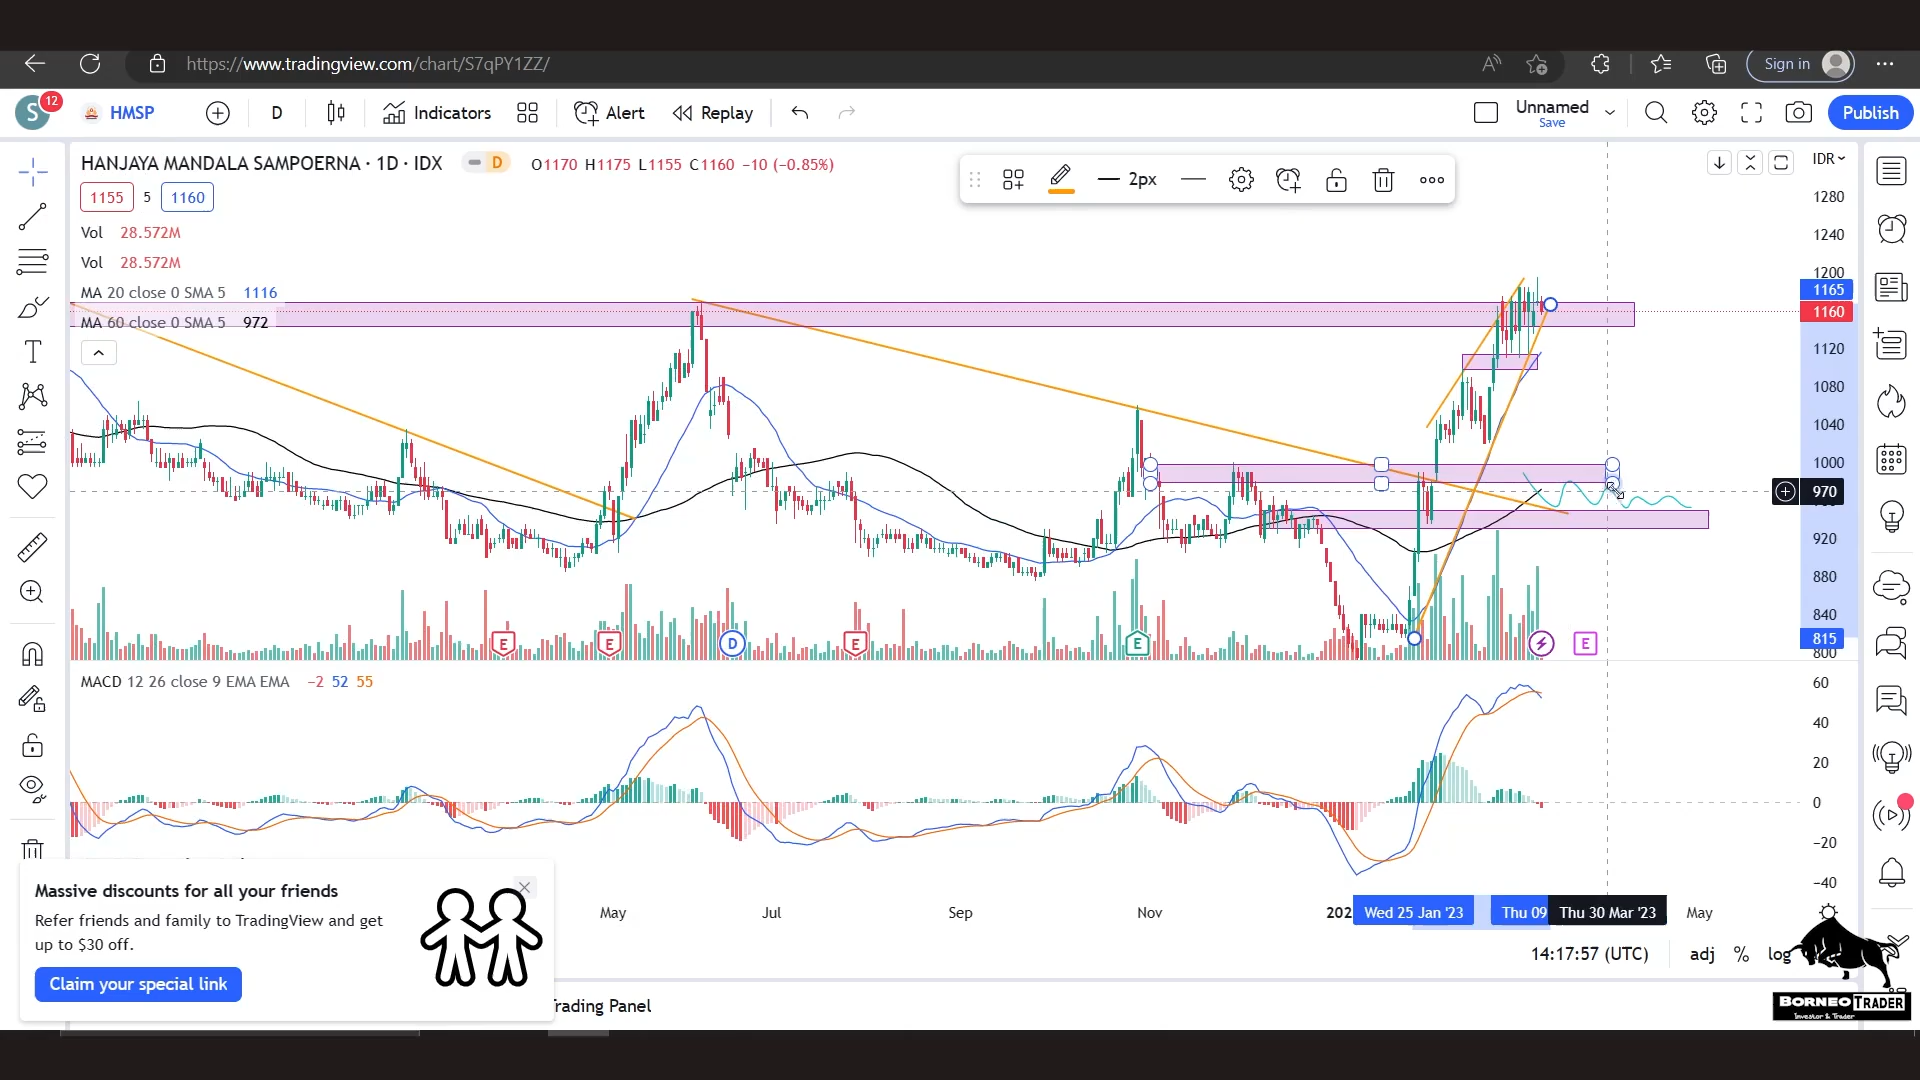 https://www.tradingview.com/chart/S7qPY1ZZ/
Sign in
S
12
HMSP
D
Indicators
Alert
Replay
Unnamed
Save
Publish
HANJAYA MANDALA SAMPOERNA · 1D · IDX
D
O1170 H1175 L1155 C1160 −10 (−0.85%)
2px
IDR
1155
5
1160
Vol 28.572M
Vol 28.572M
MA 20 close 0 SMA 5 1116
MA 60 close 0 SMA 5 972
1280
1240
1200
1165
1160
1120
1080
1040
1000
970
920
880
840
815
800
E
E
D
E
E
E
MACD 12 26 close 9 EMA EMA −2 52 55
60
40
20
0
−20
−40
May
Jul
Sep
Nov
202
Wed 25 Jan '23
Thu 09
Thu 30 Mar '23
May
14:17:57 (UTC)
adj
%
log
Massive discounts for all your friends
Refer friends and family to TradingView and get
up to $30 off.
Claim your special link
rading Panel
BORNEO TRADER
Investor & Trader